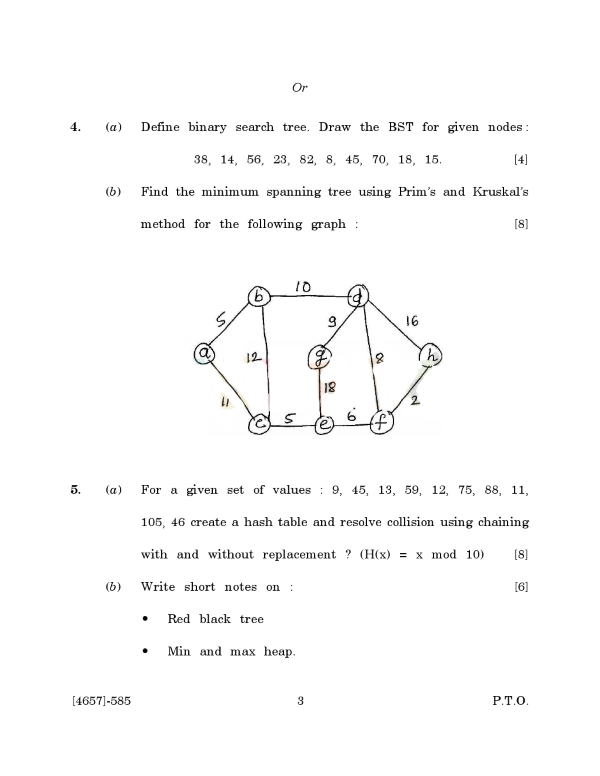 Or
4. (a) Define binary search tree. Draw the BST for given nodes :
38, 14, 56, 23, 82, 8, 45, 70, 18, 15. [4]
(b) Find the minimum spanning tree using Prim's and Kruskal's
method for the following graph : [8]
b 10 d
5 9 16
a 12 g 8 h
11 18 2
c 5 e 6 f
5. (a) For a given set of values : 9, 45, 13, 59, 12, 75, 88, 11,
105, 46 create a hash table and resolve collision using chaining
with and without replacement ? (H(x) = x mod 10) [8]
(b) Write short notes on : [6]
• Red black tree
• Min and max heap.
[4657]-585 3 P.T.O.